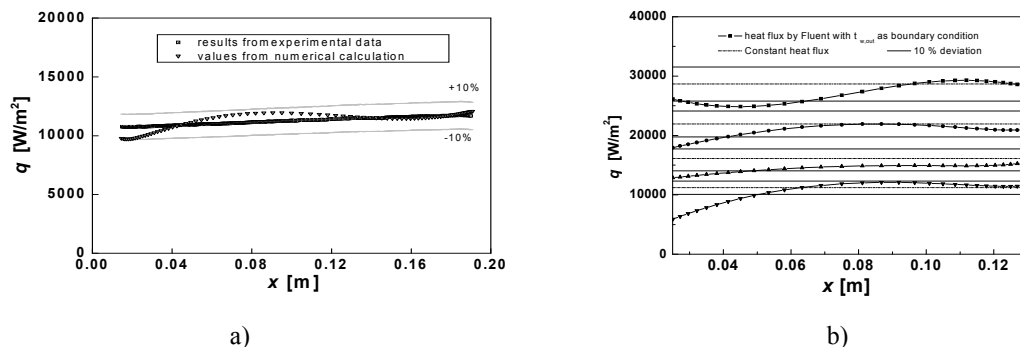 20000
15000
10000
5000
0
q [W/m²]
results from experimental data
values from numerical calculation
+10%
-10%
0.00 0.04 0.08 0.12 0.16 0.20
x [m]
a)
40000
30000
20000
10000
0
q [W/m²]
heat flux by Fluent with t w,out as boundary condition
Constant heat flux 10 % deviation
0.04 0.06 0.08 0.10 0.12
x [m]
b)